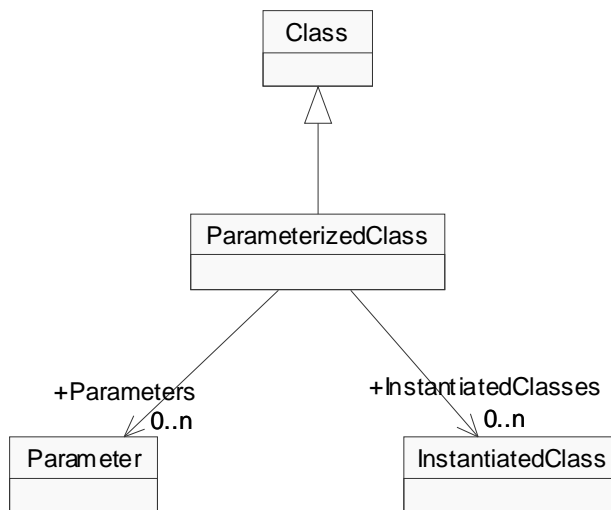 Class
ParameterizedClass
+Parameters
0..n
+InstantiatedClasses
0..n
Parameter
InstantiatedClass